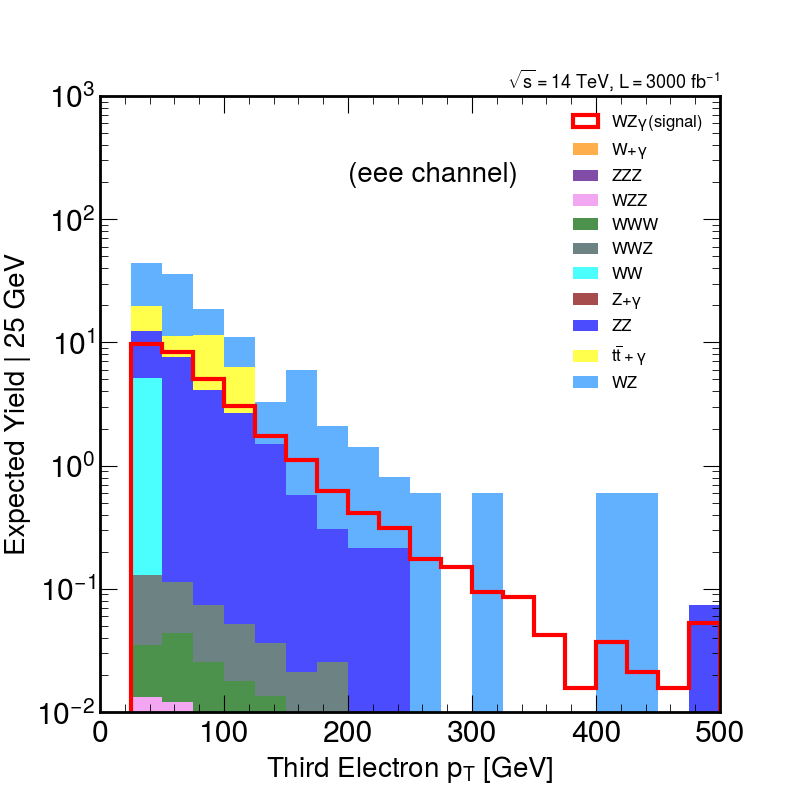 √s = 14 TeV, L = 3000 fb⁻¹
(eee channel)
WZγ(signal)
W+γ
ZZZ
WZZ
WWW
WWZ
WW
Z+γ
ZZ
tt̄+γ
WZ
Expected Yield | 25 GeV
10³
10²
10¹
10⁰
10⁻¹
10⁻²
0 100 200 300 400 500
Third Electron p_T [GeV]